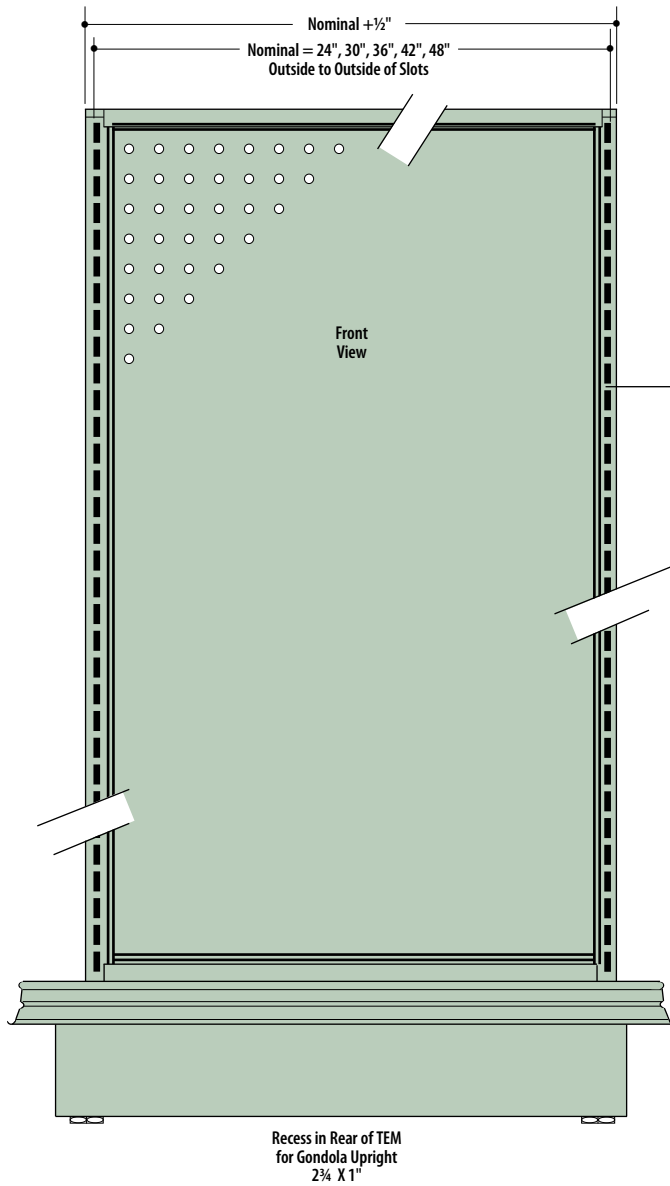 Nominal +½"
Nominal = 24", 30", 36", 42", 48"
Outside to Outside of Slots
Front
View
Recess in Rear of TEM
for Gondola Upright
2¾ X 1"